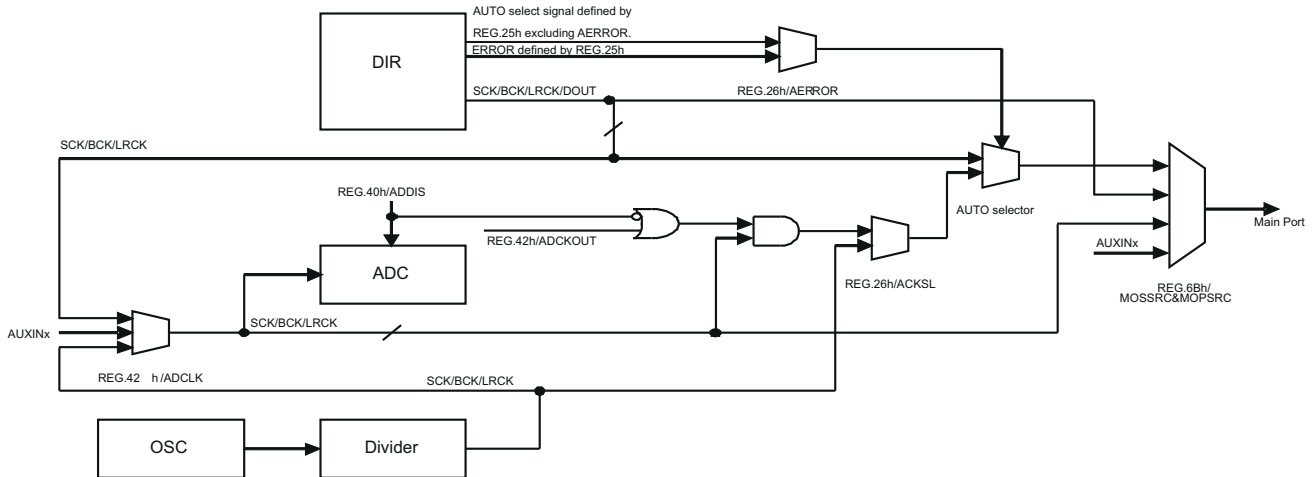 AUTO select signal defined by
REG.25h excluding AERROR.
ERROR defined by REG.25h
DIR
SCK/BCK/LRCK/DOUT
REG.26h/AERROR
SCK/BCK/LRCK
REG.40h/ADDIS
AUTO selector
REG.42h/ADCKOUT
Main Port
AUXINx
ADC
REG.26h/ACKSL
REG.6Bh/
MOSSRC&MOPSRC
SCK/BCK/LRCK
AUXINx
REG.42 h/ADCLK
SCK/BCK/LRCK
OSC
Divider